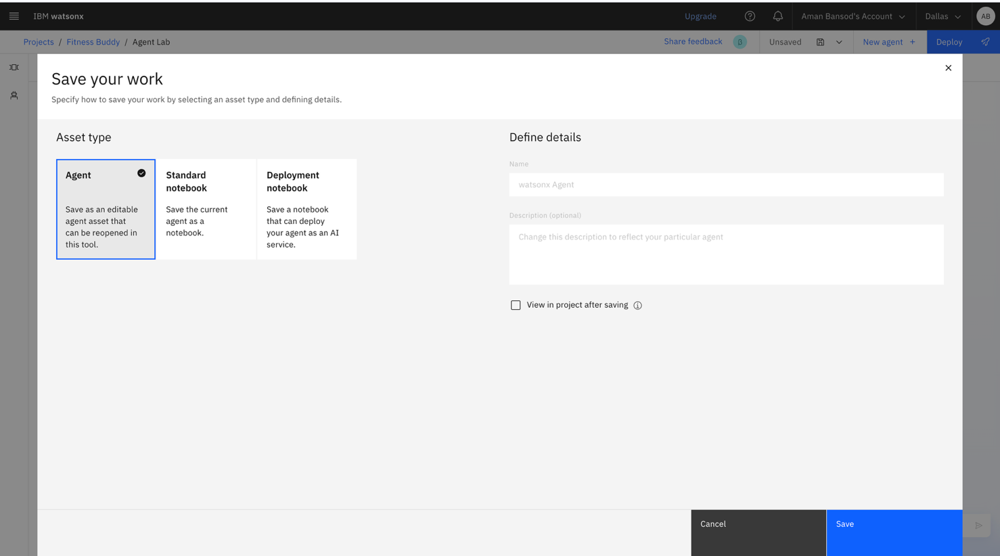 IBM watsonx
Upgrade
Aman Bansod's Account
Dallas
AB
Projects / Fitness Buddy / Agent Lab
Share feedback
β
Unsaved
New agent +
Deploy
Save your work
Specify how to save your work by selecting an asset type and defining details.
Asset type
Agent
Save as an editable
agent asset that
can be reopened in
this tool.
Standard
notebook
Save the current
agent as a
notebook.
Deployment
notebook
Save a notebook
that can deploy
your agent as an AI
service.
Define details
Name
watsonx Agent
Description (optional)
Change this description to reflect your particular agent
View in project after saving
Cancel
Save